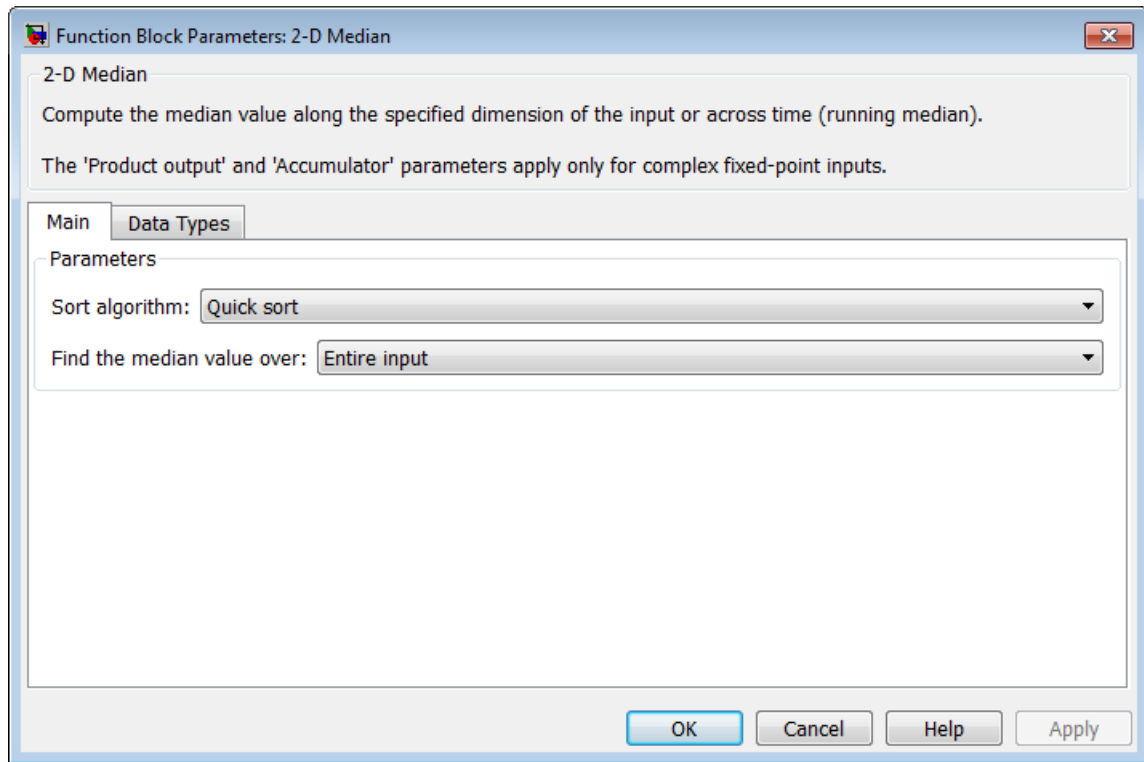 Function Block Parameters: 2-D Median
2-D Median
Compute the median value along the specified dimension of the input or across time (running median).
The 'Product output' and 'Accumulator' parameters apply only for complex fixed-point inputs.
Main Data Types
Parameters
Sort algorithm: Quick sort
Find the median value over: Entire input
OK Cancel Help Apply